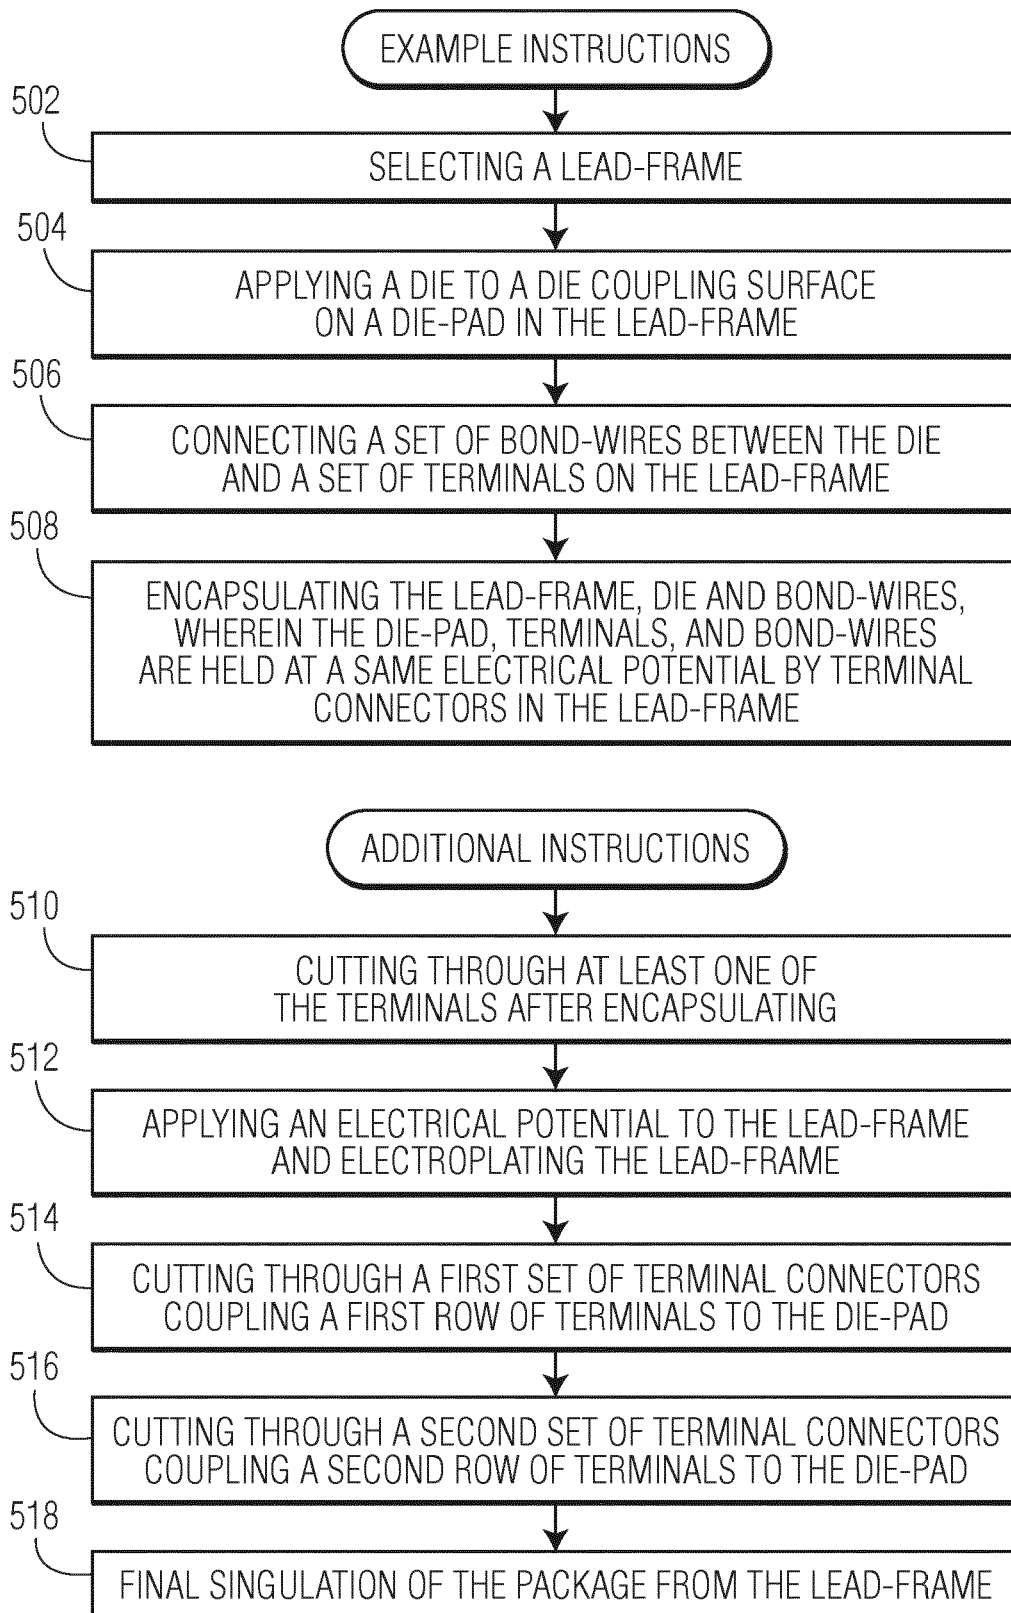 EXAMPLE INSTRUCTIONS
502
SELECTING A LEAD-FRAME
504
APPLYING A DIE TO A DIE COUPLING SURFACE
ON A DIE-PAD IN THE LEAD-FRAME
506
CONNECTING A SET OF BOND-WIRES BETWEEN THE DIE
AND A SET OF TERMINALS ON THE LEAD-FRAME
508
ENCAPSULATING THE LEAD-FRAME, DIE AND BOND-WIRES,
WHEREIN THE DIE-PAD, TERMINALS, AND BOND-WIRES
ARE HELD AT A SAME ELECTRICAL POTENTIAL BY TERMINAL
CONNECTORS IN THE LEAD-FRAME
ADDITIONAL INSTRUCTIONS
510
CUTTING THROUGH AT LEAST ONE OF
THE TERMINALS AFTER ENCAPSULATING
512
APPLYING AN ELECTRICAL POTENTIAL TO THE LEAD-FRAME
AND ELECTROPLATING THE LEAD-FRAME
514
CUTTING THROUGH A FIRST SET OF TERMINAL CONNECTORS
COUPLING A FIRST ROW OF TERMINALS TO THE DIE-PAD
516
CUTTING THROUGH A SECOND SET OF TERMINAL CONNECTORS
COUPLING A SECOND ROW OF TERMINALS TO THE DIE-PAD
518
FINAL SINGULATION OF THE PACKAGE FROM THE LEAD-FRAME